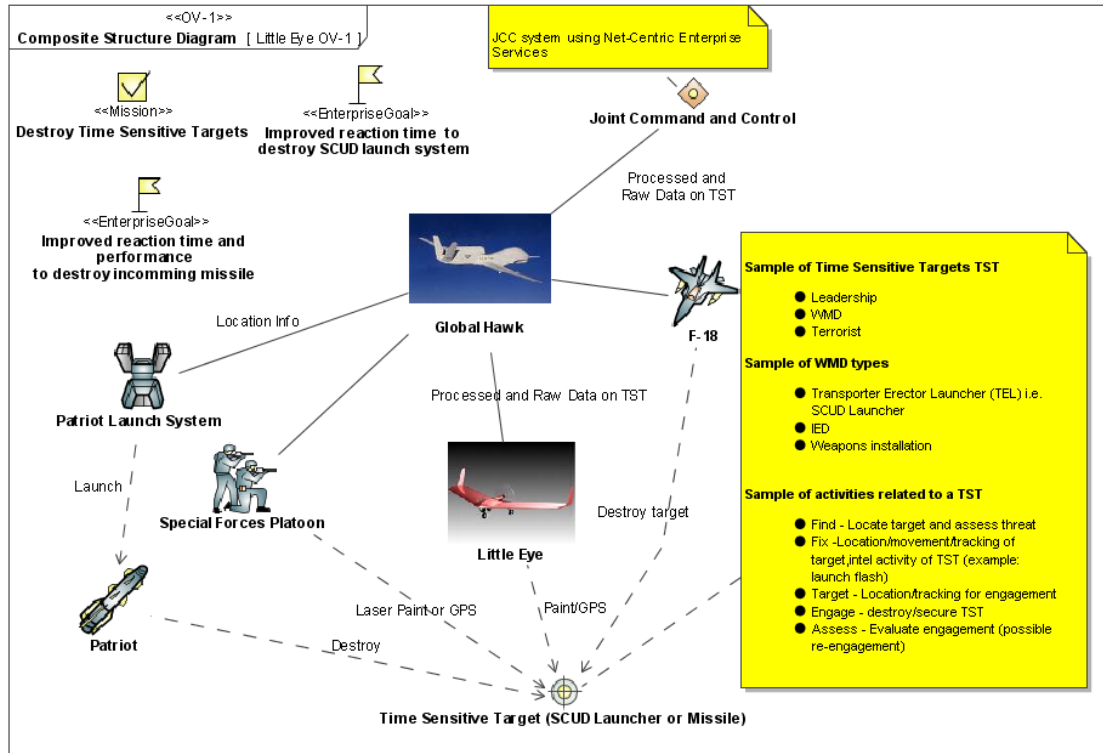 <<OV-1>>
Composite Structure Diagram [ Little Eye OV-1 ]
JCC system using Net-Centric Enterprise
Services
<<Mission>>
Destroy Time Sensitive Targets
<<EnterpriseGoal>>
Improved reaction time to
destroy SCUD launch system
Joint Command and Control
<<EnterpriseGoal>>
Improved reaction time and
performance
to destroy incomming missile
Processed and
Raw Data on TST
Global Hawk
F-18
Location Info
Patriot Launch System
Processed and Raw Data on TST
Launch
Special Forces Platoon
Little Eye
Destroy target
Patriot
Laser Paint or GPS
Paint/GPS
Destroy
Time Sensitive Target (SCUD Launcher or Missile)
Sample of Time Sensitive Targets TST
● Leadership
● WMD
● Terrorist
Sample of WMD types
● Transporter Erector Launcher (TEL) i.e.
SCUD Launcher
● IED
● Weapons installation
Sample of activities related to a TST
● Find - Locate target and assess threat
● Fix -Location/movement/tracking of
target,intel activity of TST (example:
launch flash)
● Target - Location/tracking for engagement
● Engage - destroy/secure TST
● Assess - Evaluate engagement (possible
re-engagement)